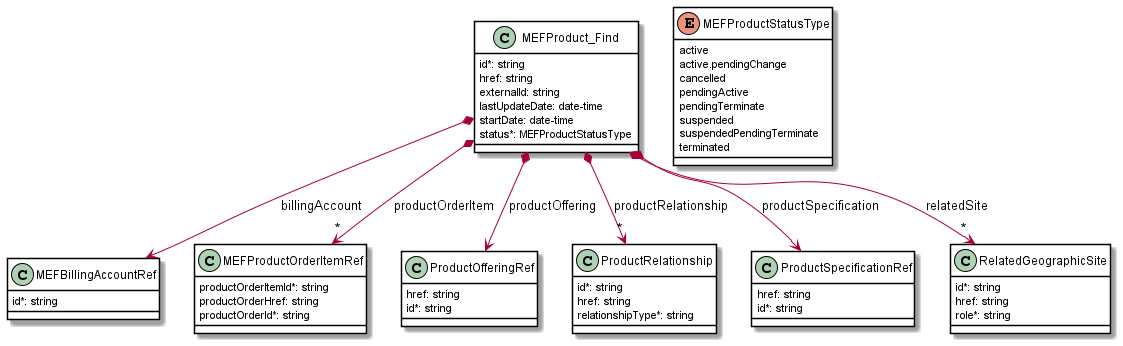 C MEFProduct_Find
id*: string
href: string
externalId: string
lastUpdateDate: date-time
startDate: date-time
status*: MEFProductStatusType
E MEFProductStatusType
active
active.pendingChange
cancelled
pendingActive
pendingTerminate
suspended
suspendedPendingTerminate
terminated
billingAccount
productOrderItem
productOffering
productRelationship
productSpecification
relatedSite
*
*
*
C MEFBillingAccountRef
id*: string
C MEFProductOrderItemRef
productOrderItemId*: string
productOrderHref: string
productOrderId*: string
C ProductOfferingRef
href: string
id*: string
C ProductRelationship
id*: string
href: string
relationshipType*: string
C ProductSpecificationRef
href: string
id*: string
C RelatedGeographicSite
id*: string
href: string
role*: string